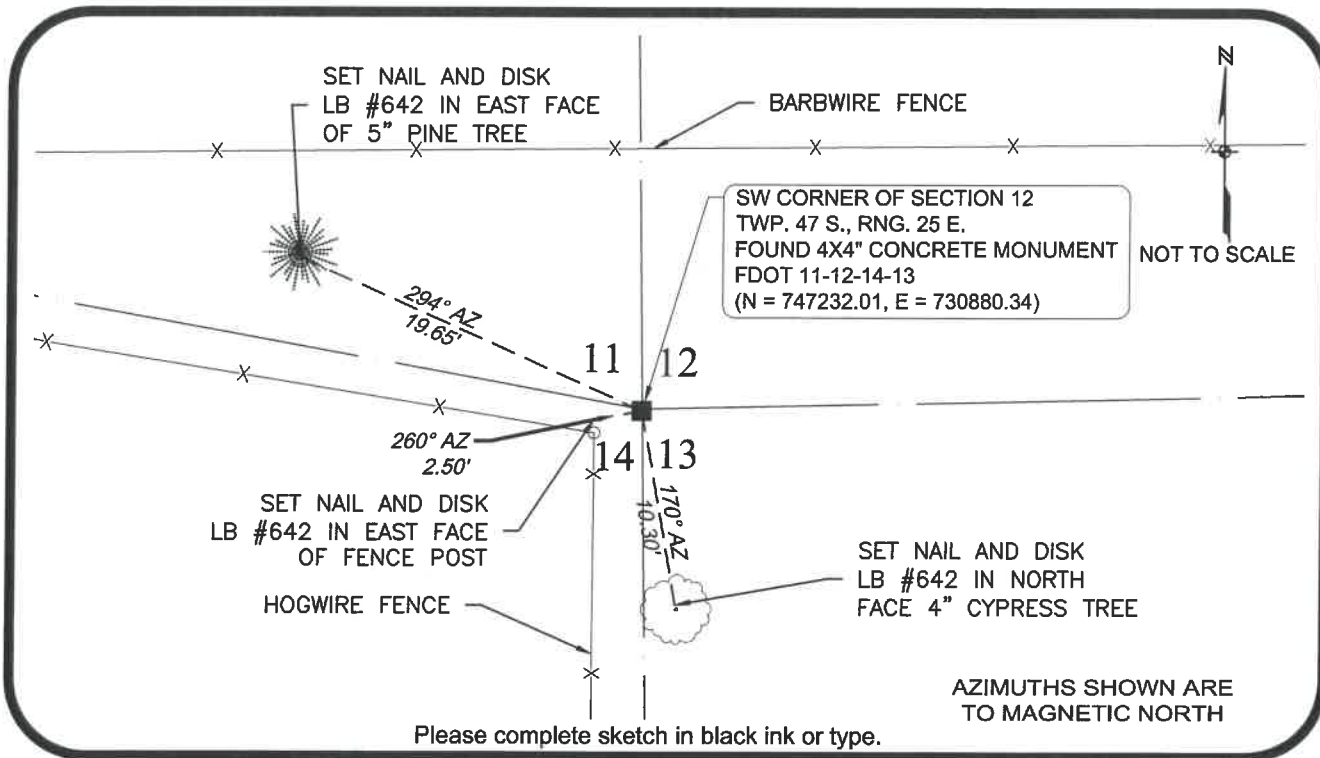 SET NAIL AND DISK
LB #642 IN EAST FACE
OF 5" PINE TREE
BARBWIRE FENCE
N
SW CORNER OF SECTION 12
TWP. 47 S., RNG. 25 E.
FOUND 4X4" CONCRETE MONUMENT
FDOT 11-12-14-13
(N = 747232.01, E = 730880.34)
NOT TO SCALE
294° AZ
19.65'
11
12
260° AZ
2.50'
14
13
170° AZ
10.30'
SET NAIL AND DISK
LB #642 IN EAST FACE
OF FENCE POST
HOGWIRE FENCE
SET NAIL AND DISK
LB #642 IN NORTH
FACE 4" CYPRESS TREE
AZIMUTHS SHOWN ARE
TO MAGNETIC NORTH
Please complete sketch in black ink or type.